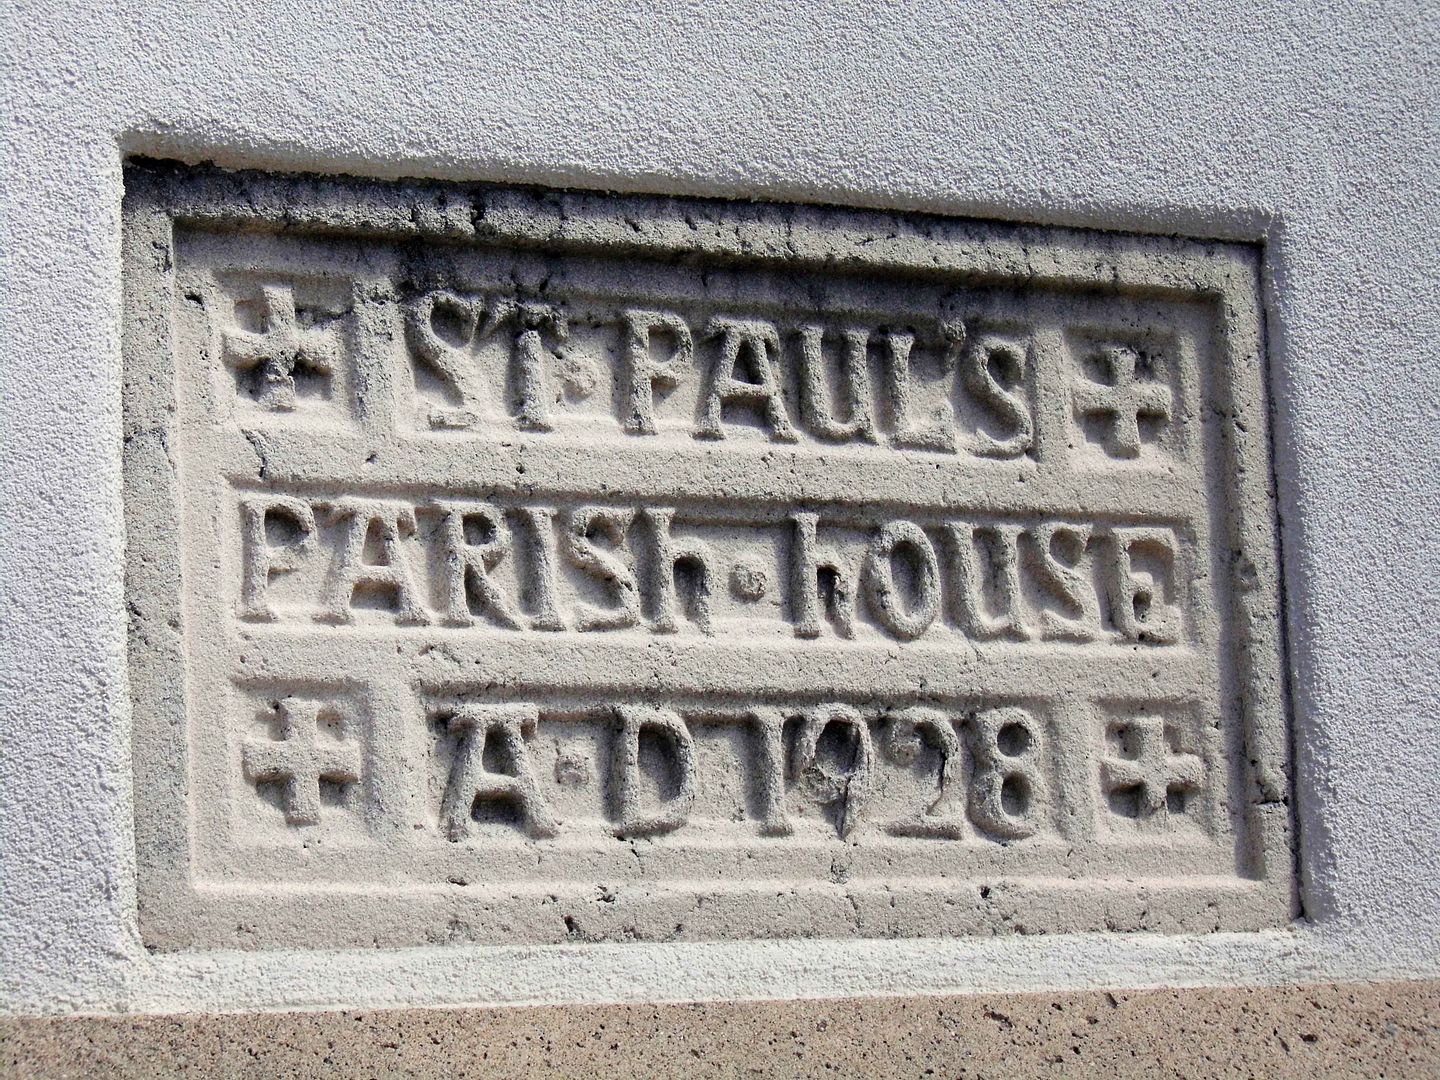 ST· PAUL'S
PARISh · hOUSE
A·D 1928